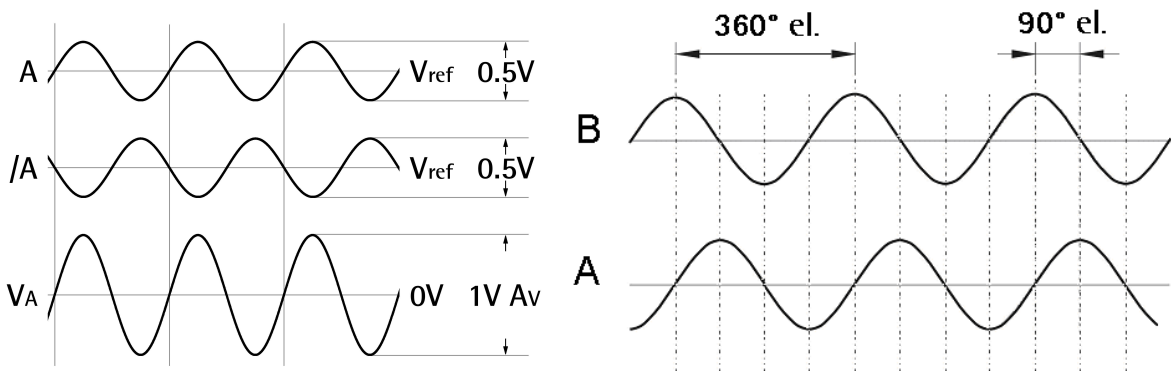 A Vref 0.5V
/A Vref 0.5V
VA 0V 1V AV
360° el. 90° el.
B
A